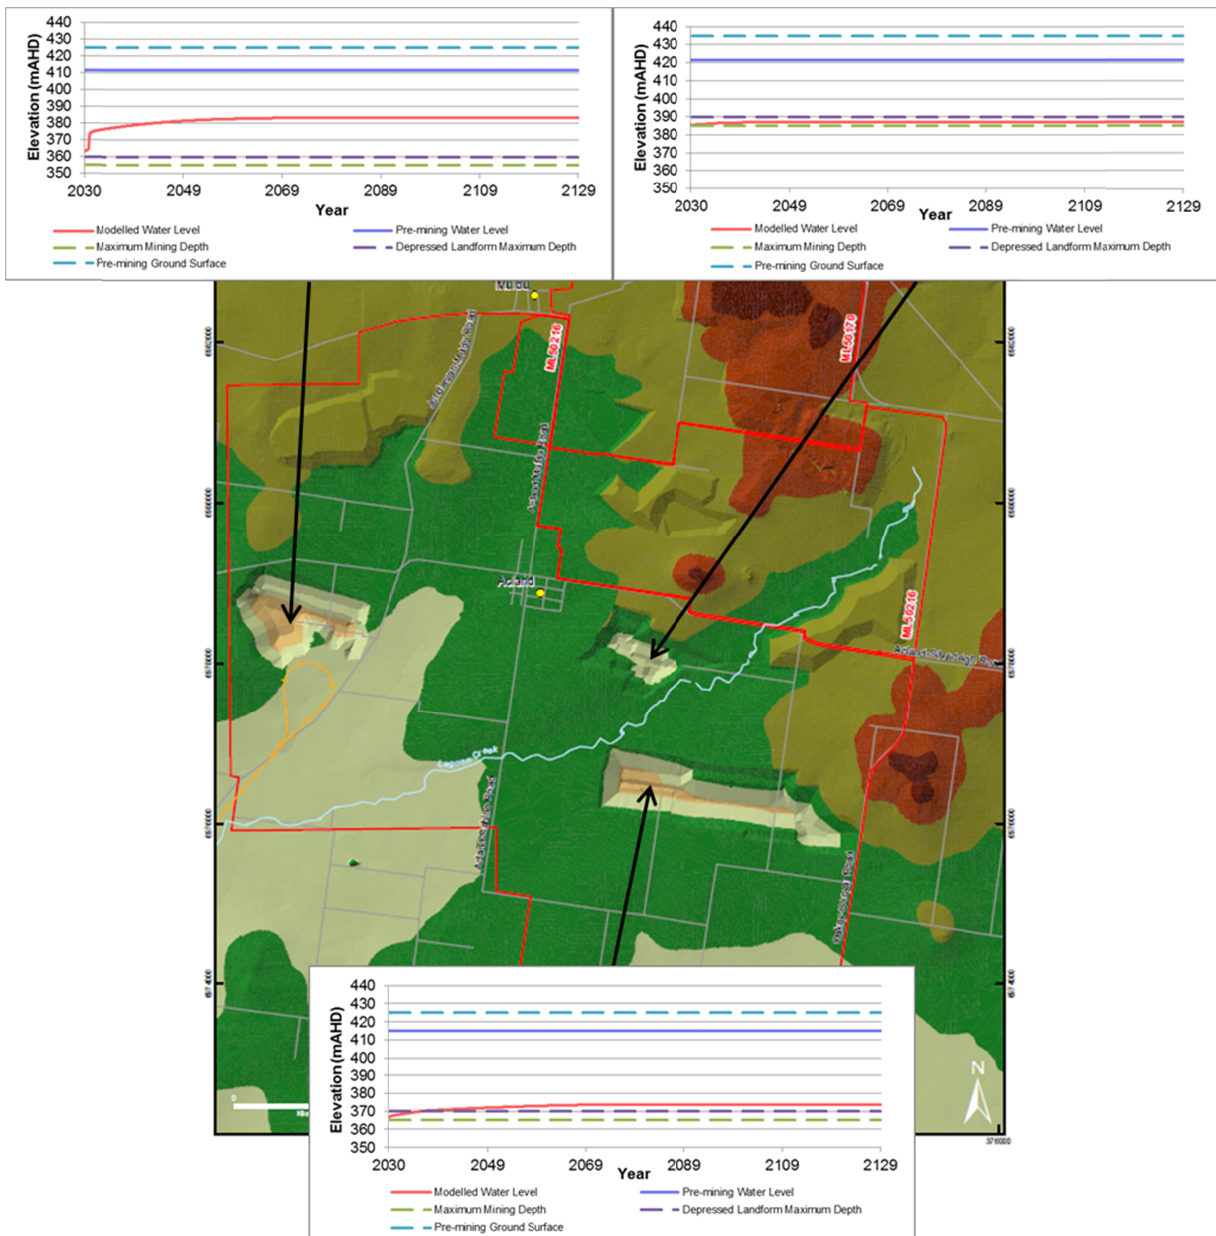 440
430
420
410
400
390
380
370
360
350
Elevation (mAHD)
2030 2049 2069 2089 2109 2129
Year
Modelled Water Level Pre-mining Water Level
Maximum Mining Depth Depressed Landform Maximum Depth
Pre-mining Ground Surface
440
430
420
410
400
390
380
370
360
350
Elevation (mAHD)
2030 2049 2069 2089 2109 2129
Year
Modelled Water Level Pre-mining Water Level
Maximum Mining Depth Depressed Landform Maximum Depth
Pre-mining Ground Surface
ML50216
ML50170
Acland
ML50216
Lagoon Creek
N
0
376000
440
430
420
410
400
390
380
370
360
350
Elevation (mAHD)
2030 2049 2069 2089 2109 2129
Year
Modelled Water Level Pre-mining Water Level
Maximum Mining Depth Depressed Landform Maximum Depth
Pre-mining Ground Surface